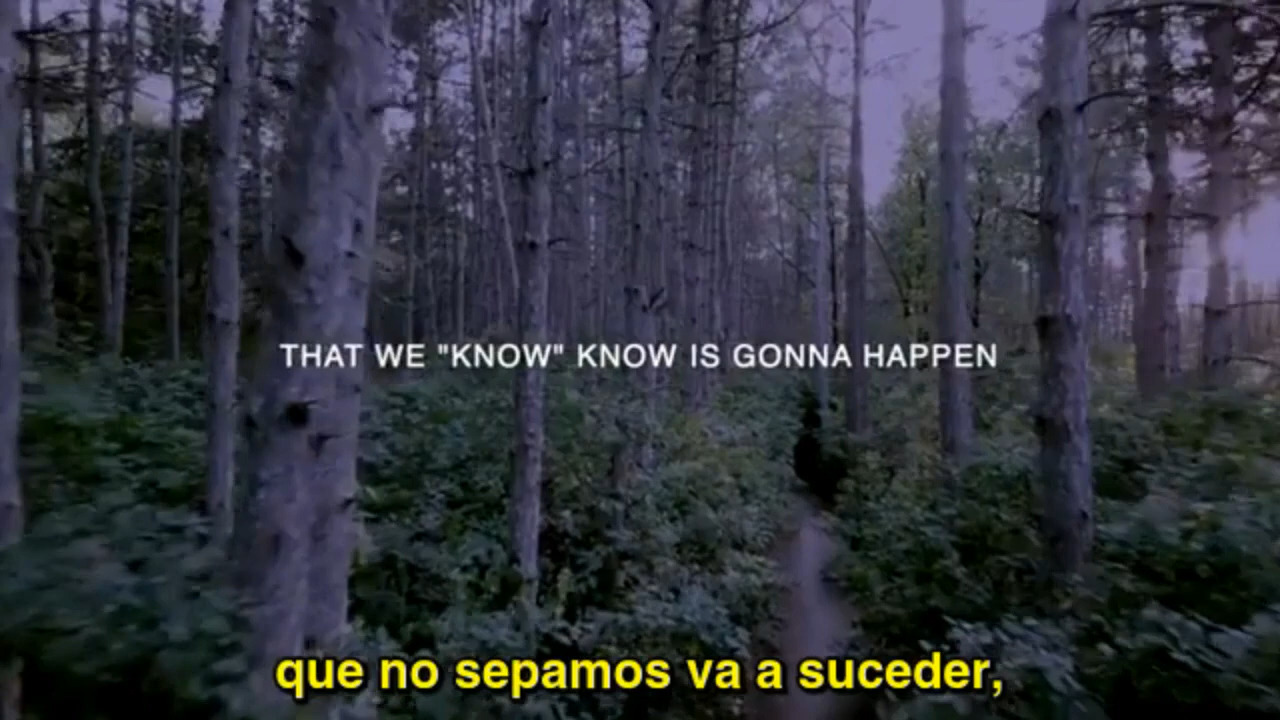 THAT WE "KNOW" KNOW IS GONNA HAPPEN
que no sepamos va a suceder,